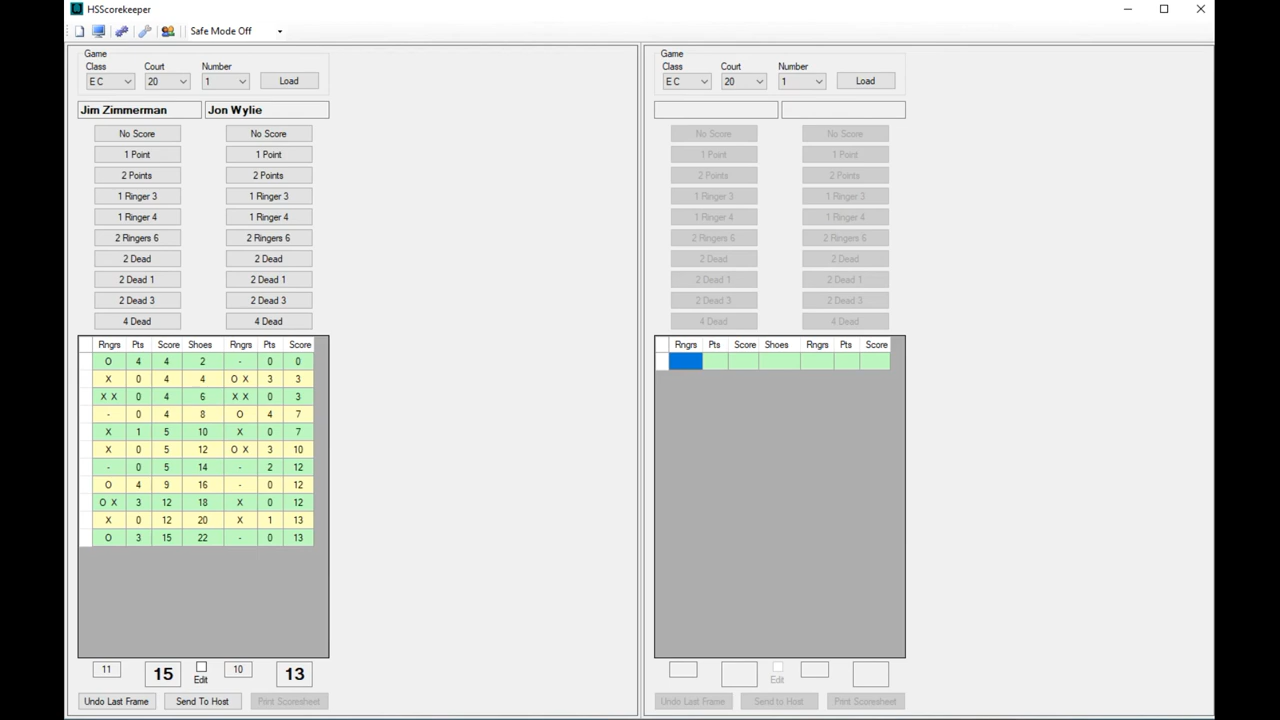 HSScorekeeper
Safe Mode Off
Game
Class Court Number
E C 20 1 Load
Jim Zimmerman Jon Wylie
No Score No Score
1 Point 1 Point
2 Points 2 Points
1 Ringer 3 1 Ringer 3
1 Ringer 4 1 Ringer 4
2 Ringers 6 2 Ringers 6
2 Dead 2 Dead
2 Dead 1 2 Dead 1
2 Dead 3 2 Dead 3
4 Dead 4 Dead
Rngrs Pts Score Shoes Rngrs Pts Score
O 4 4 2 - 0 0
X 0 4 4 O X 3 3
X X 0 4 6 X X 0 3
- 0 4 8 O 4 7
X 1 5 10 X 0 7
X 0 5 12 O X 3 10
- 0 5 14 - 2 12
O 4 9 16 - 0 12
O X 3 12 18 X 0 12
X 0 12 20 X 1 13
O 3 15 22 - 0 13
11 15 Edit 10 13
Undo Last Frame Send To Host Print Scoresheet
Game
Class Court Number
E C 20 1 Load
No Score No Score
1 Point 1 Point
2 Points 2 Points
1 Ringer 3 1 Ringer 3
1 Ringer 4 1 Ringer 4
2 Ringers 6 2 Ringers 6
2 Dead 2 Dead
2 Dead 1 2 Dead 1
2 Dead 3 2 Dead 3
4 Dead 4 Dead
Rngrs Pts Score Shoes Rngrs Pts Score
Edit
Undo Last Frame Send to Host Print Scoresheet